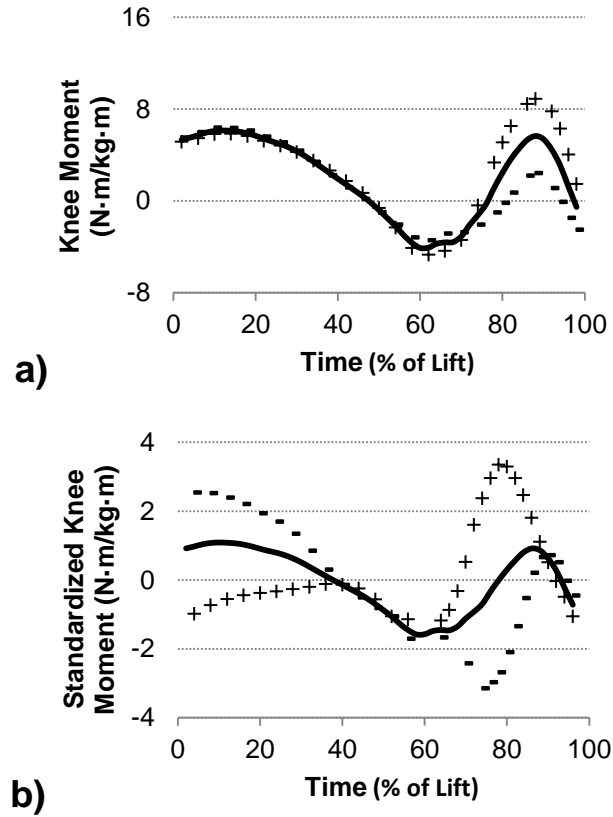 16
8
0
-8
Knee Moment
(N·m/kg·m)
0 20 40 60 80 100
Time (% of Lift)
a)
4
2
0
-2
-4
Standardized Knee
Moment (N·m/kg·m)
0 20 40 60 80 100
Time (% of Lift)
b)